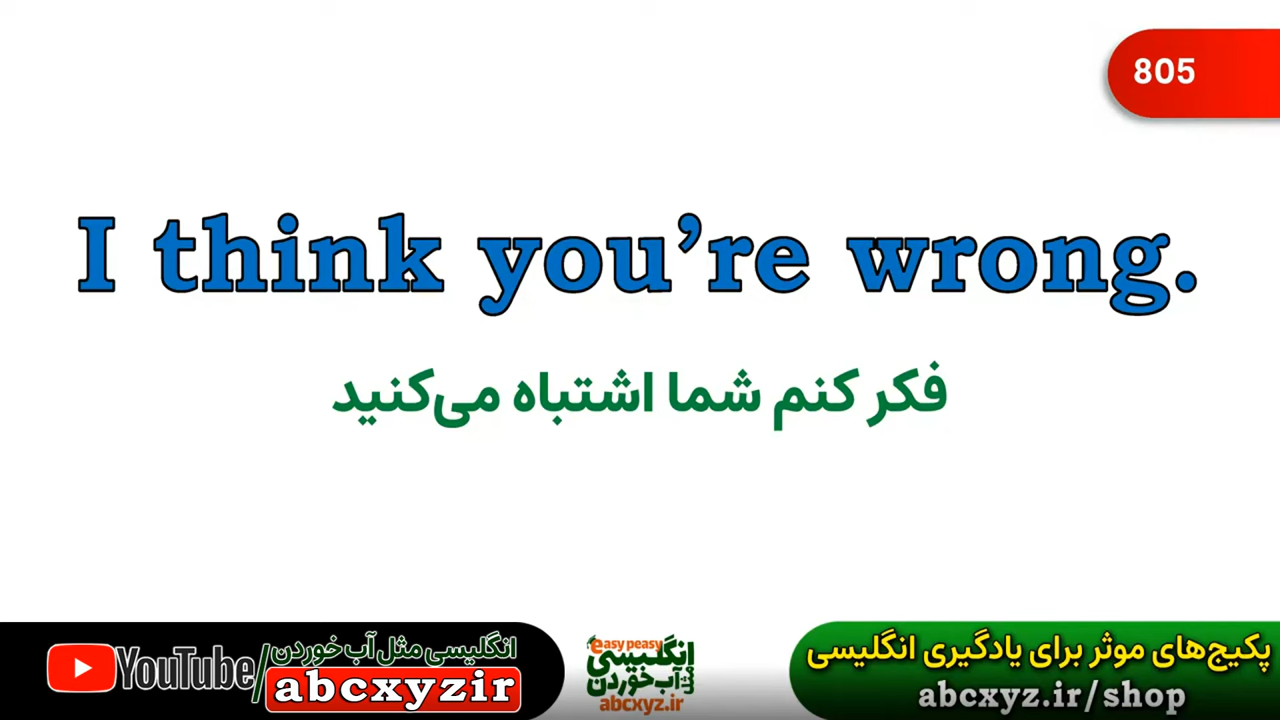 805
I think you’re wrong.
فکر کنم شما اشتباه می‌کنید
YouTube/
انگلیسی مثل آب خوردن
abcxyzir
easy peasy
انگلیسی
مثل آب خوردن
abcxyz.ir
پکیج‌های موثر برای یادگیری انگلیسی
abcxyz.ir/shop